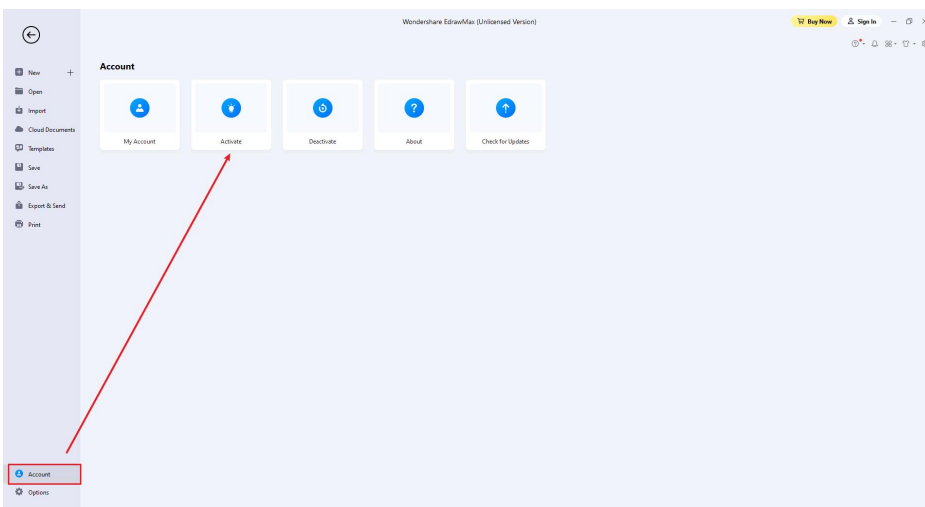 Wondershare EdrawMax (Unlicensed Version)
Buy Now
Sign In
New
Open
Import
Cloud Documents
Templates
Save
Save As
Export & Send
Print
Account
My Account
Activate
Deactivate
About
Check for Updates
Account
Options